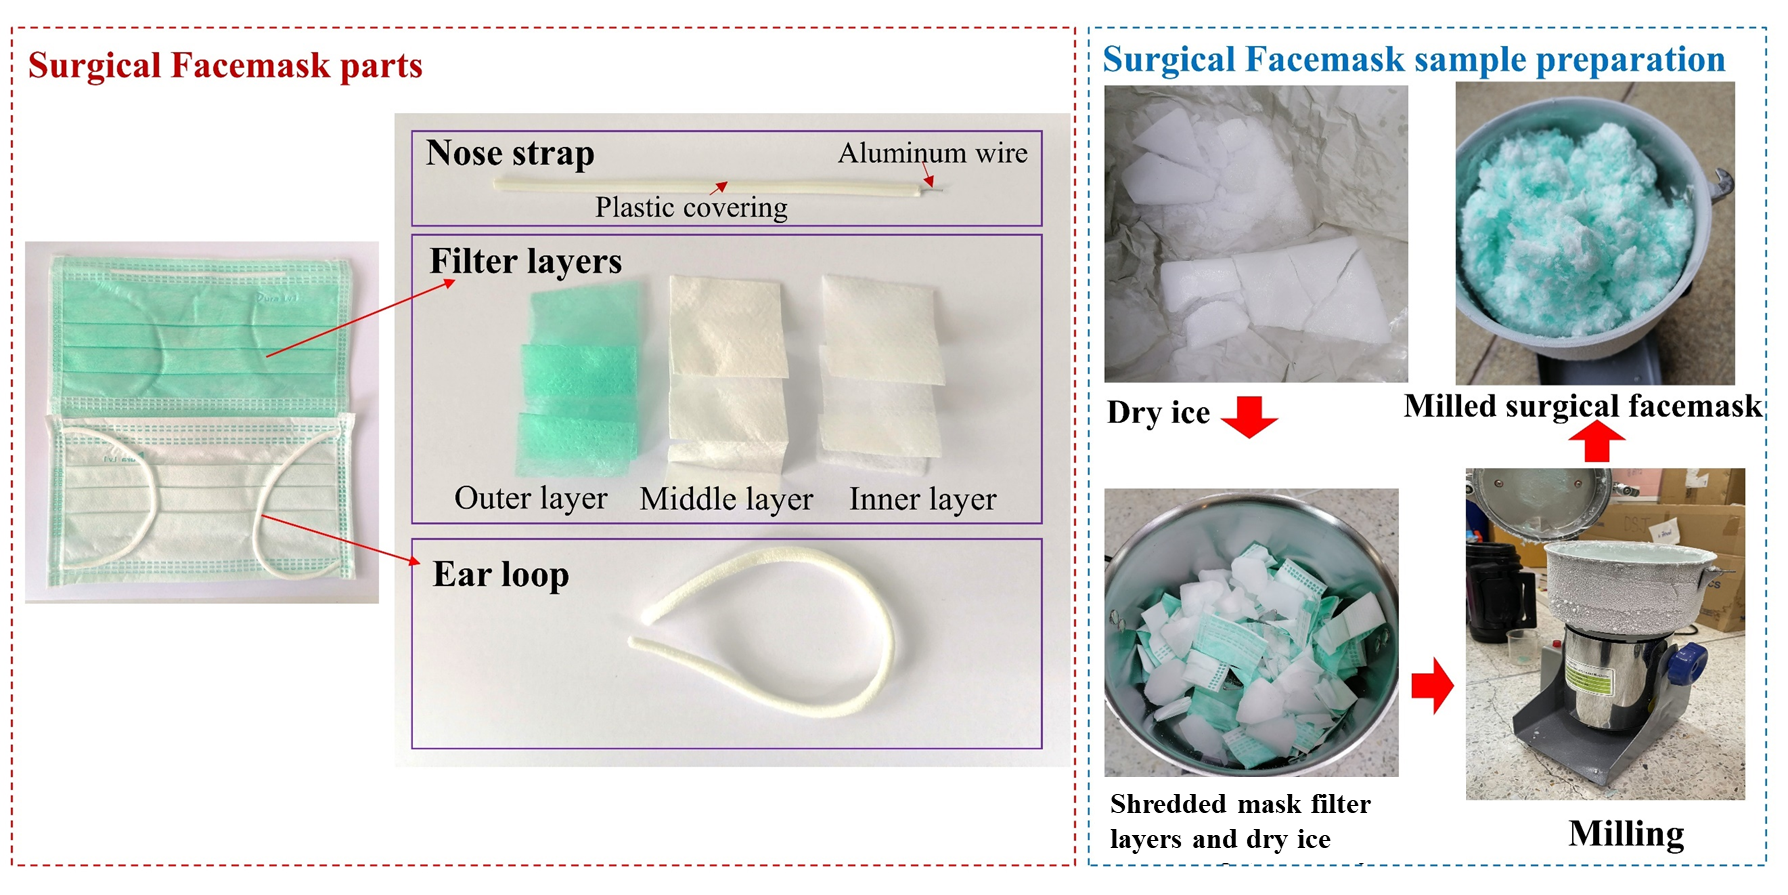 Surgical Facemask parts
Nose strap
Aluminum wire
Plastic covering
Filter layers
Outer layer
Middle layer
Inner layer
Ear loop
Surgical Facemask sample preparation
Dry ice
Milled surgical facemask
Shredded mask filter
layers and dry ice
Milling